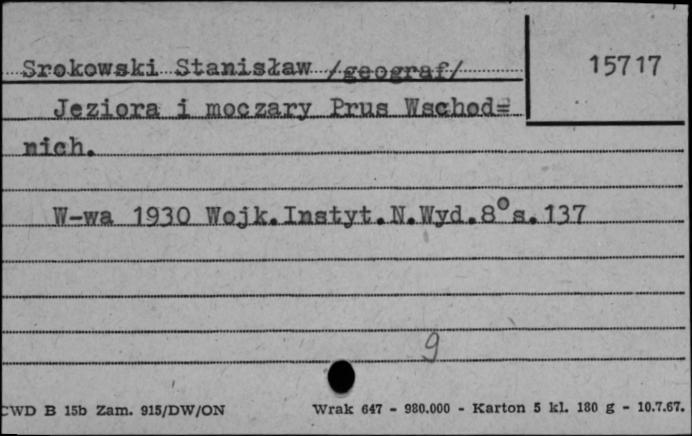 Srokowski Stanisław /geograf/
15717
Jeziora i moczary Prus Wschod=
nich.
W-wa 1930 Wojk.Instyt.N.Wyd.8°s.137
9
CWD B 15b Zam. 915/DW/ON
Wrak 647 - 980.000 - Karton 5 kl. 180 g - 10.7.67.